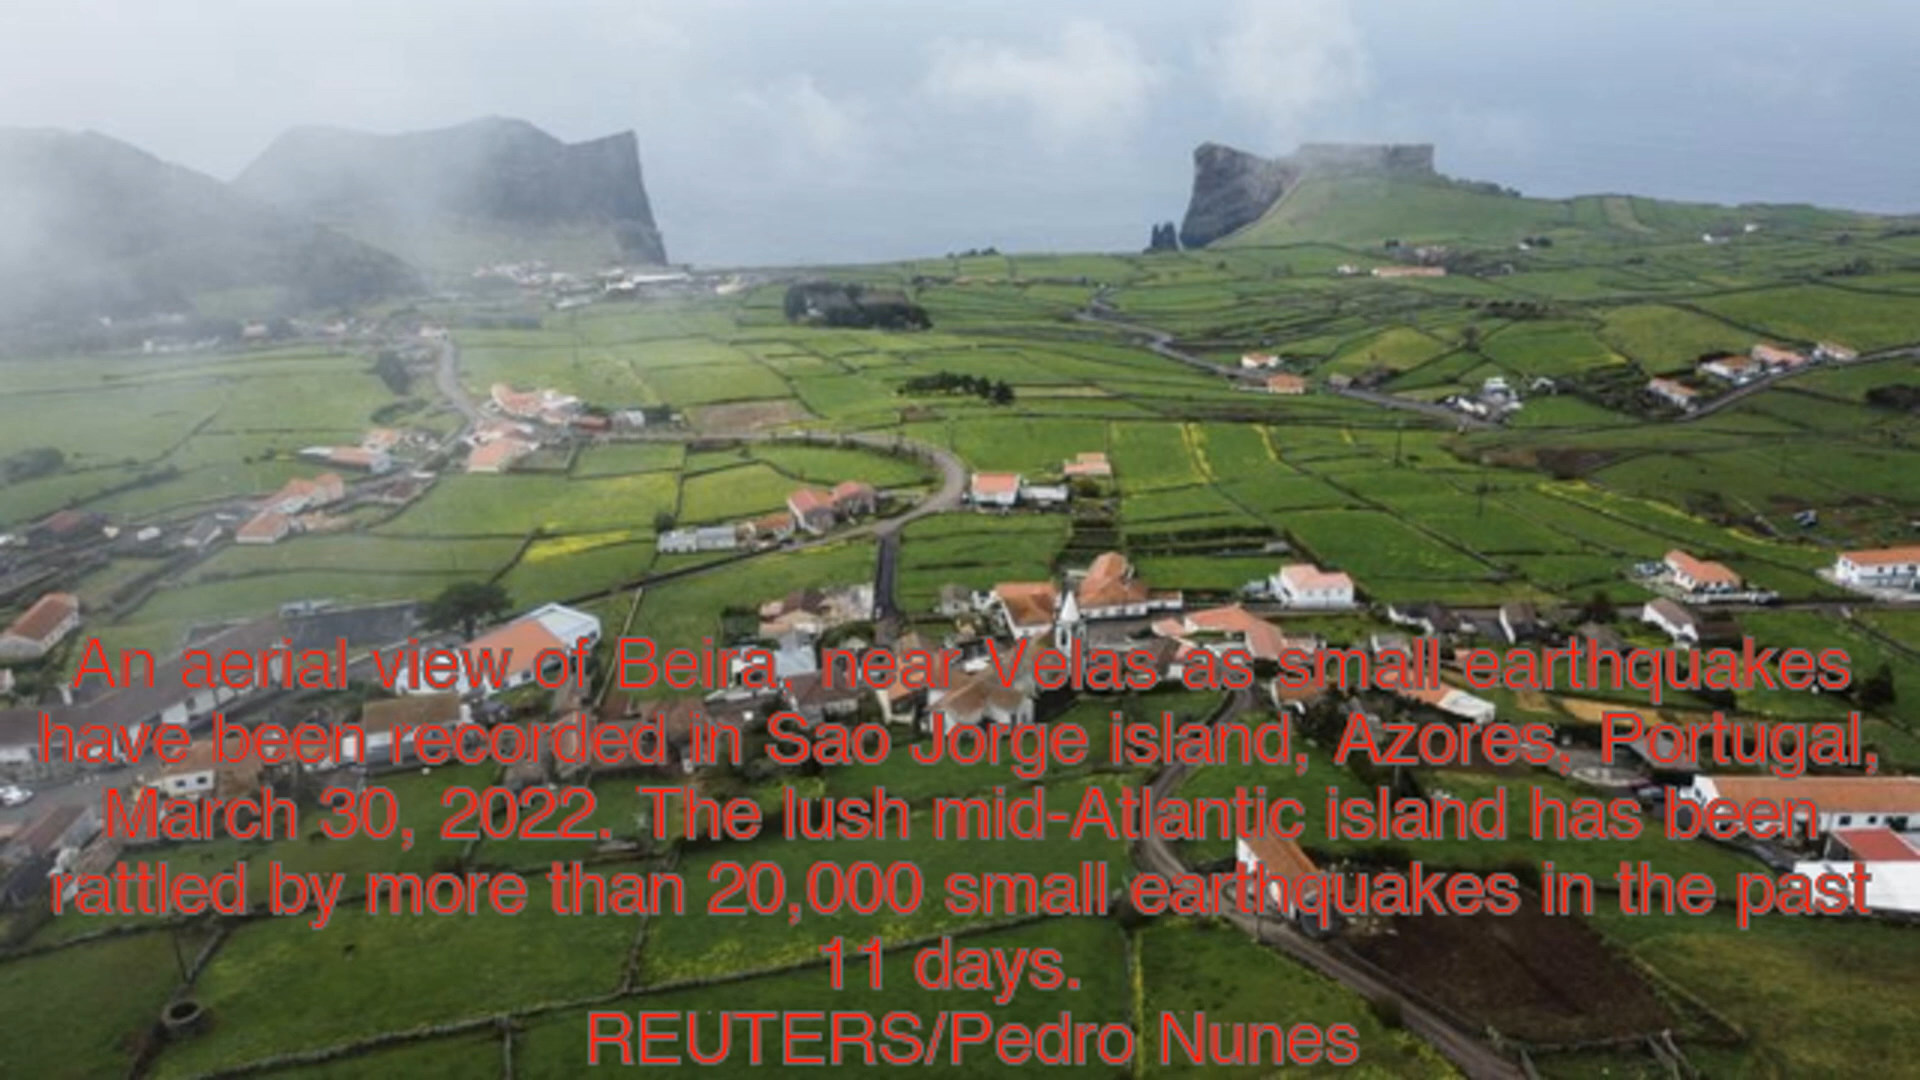 An aerial view of Beira, near Velas as small earthquakes
have been recorded in Sao Jorge island, Azores, Portugal,
March 30, 2022. The lush mid-Atlantic island has been
rattled by more than 20,000 small earthquakes in the past
11 days.
REUTERS/Pedro Nunes